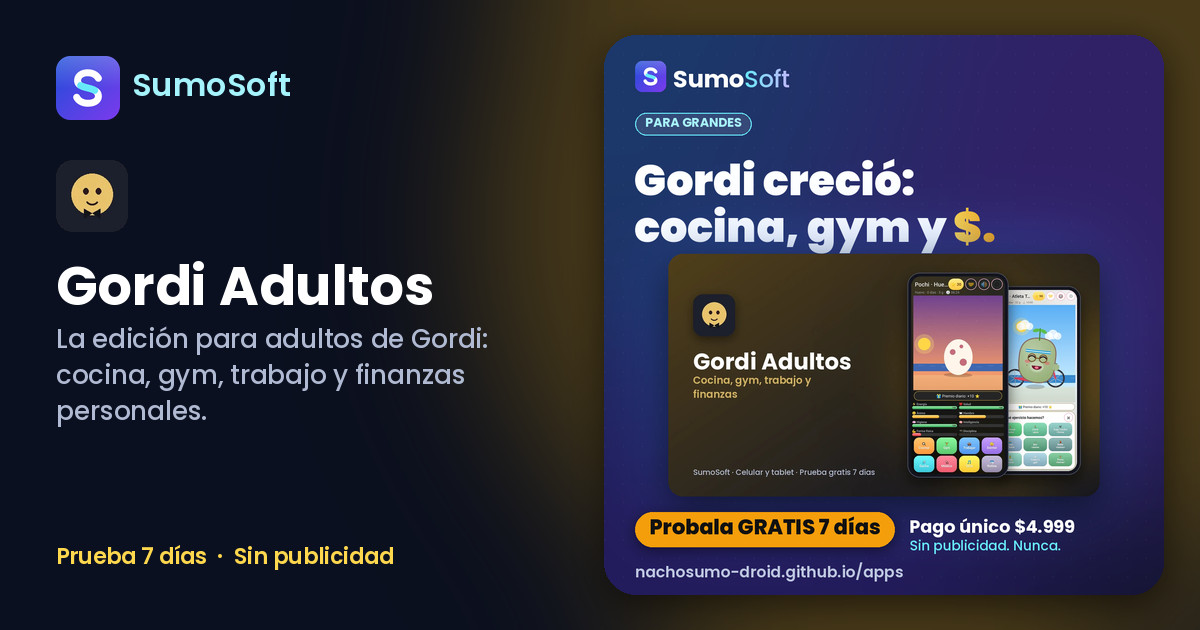 SumoSoft
Gordi Adultos
La edición para adultos de Gordi:
cocina, gym, trabajo y finanzas
personales.
Prueba 7 días · Sin publicidad
SumoSoft
PARA GRANDES
Gordi creció:
cocina, gym y $.
Gordi Adultos
Cocina, gym, trabajo y
finanzas
SumoSoft · Celular y tablet · Prueba gratis 7 días
Probala GRATIS 7 días
Pago único $4.999
Sin publicidad. Nunca.
nachosumo-droid.github.io/apps